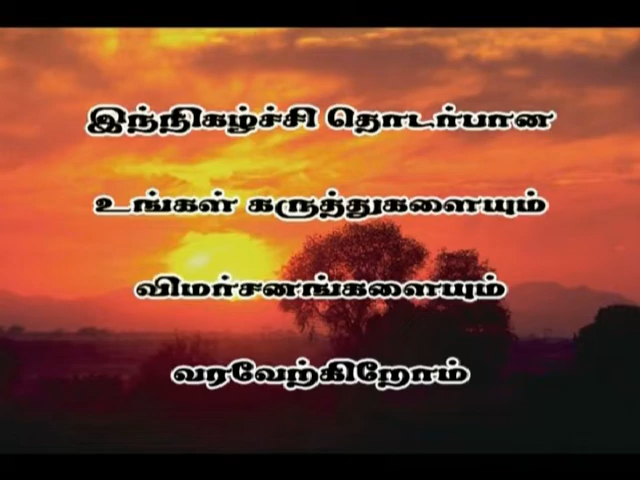 இந்நிகழ்ச்சி தொடர்பான
உங்கள் கருத்துகளையும்
விமர்சனங்களையும்
வரவேற்கிறோம்